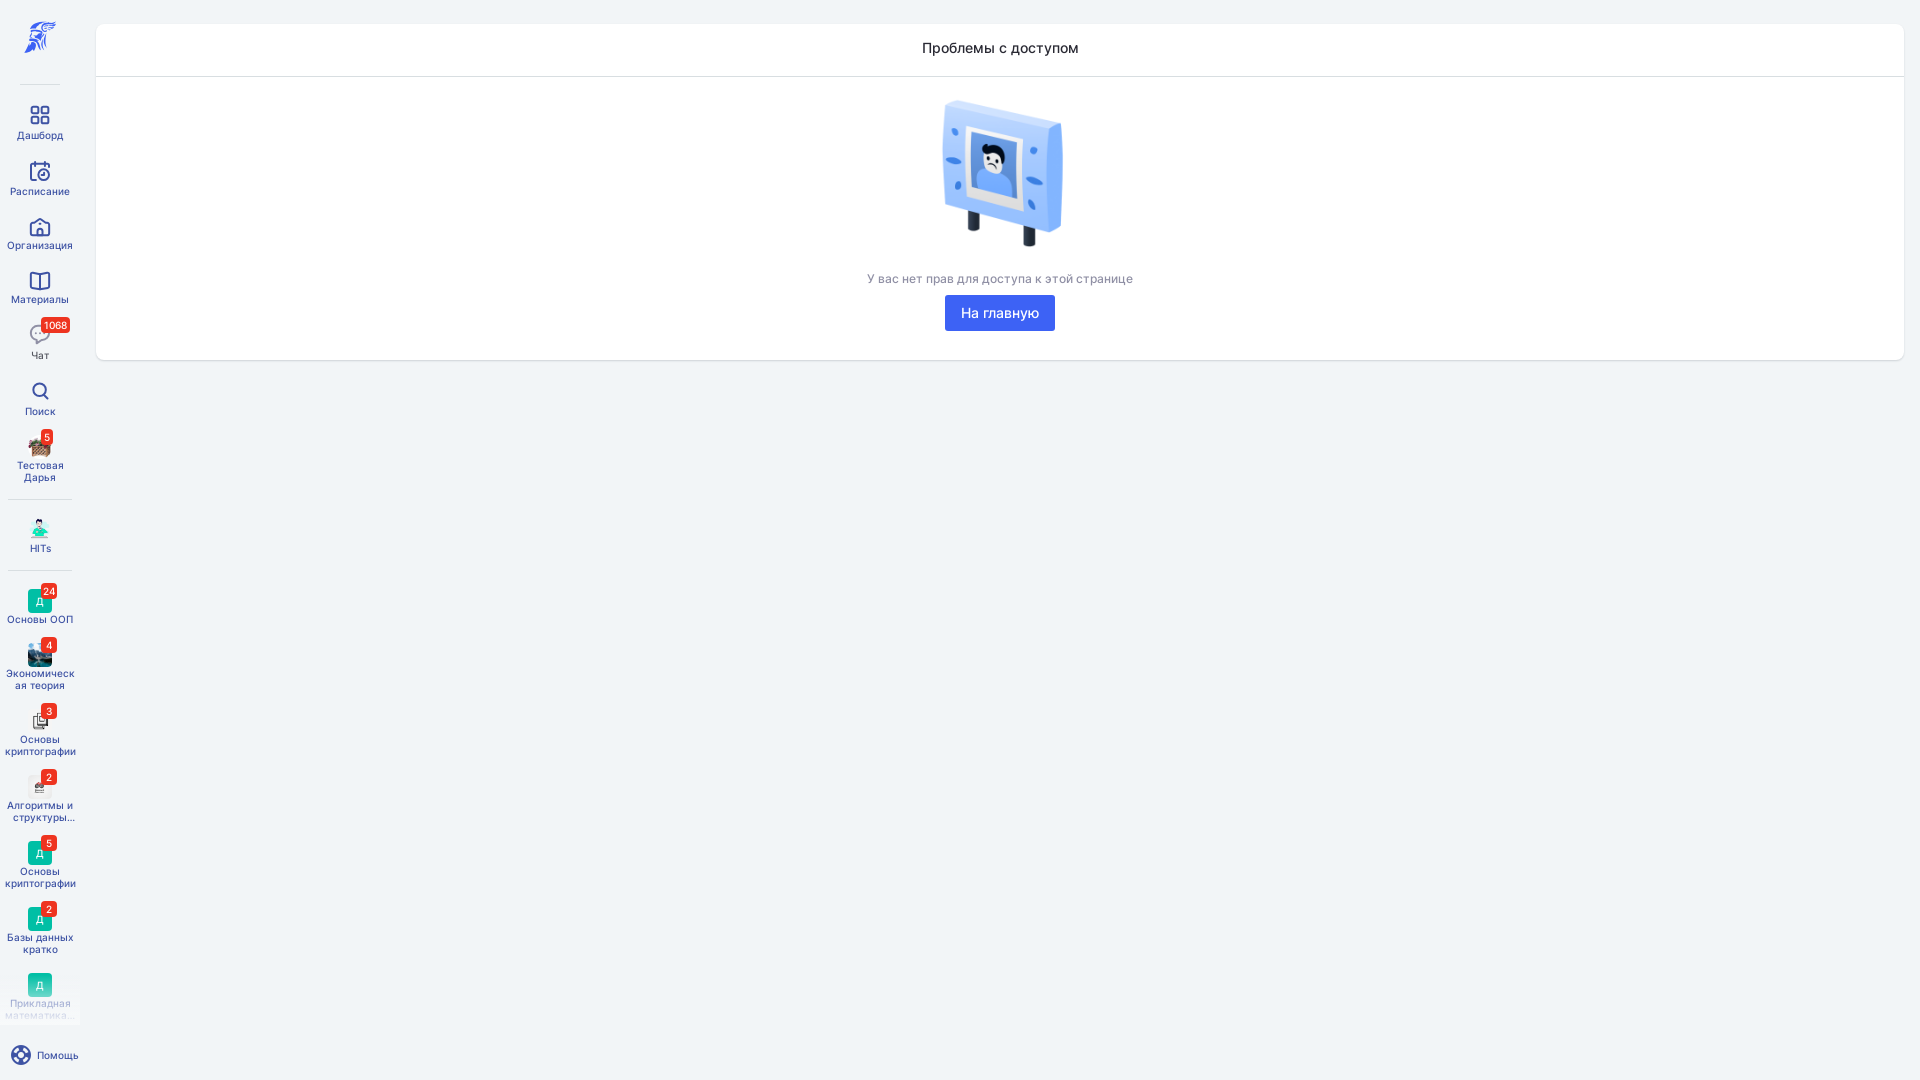 Проблемы с доступом
У вас нет прав для доступа к этой странице
На главную
Дашборд
Расписание
Организация
Материалы
1068
Чат
Поиск
5
Тестовая
Дарья
HITs
24
Д
Основы ООП
4
Экономическ
ая теория
3
Основы
криптографии
2
Алгоритмы и
структуры...
5
Д
Основы
криптографии
2
Д
Базы данных
кратко
Д
Прикладная
математика...
Помощь